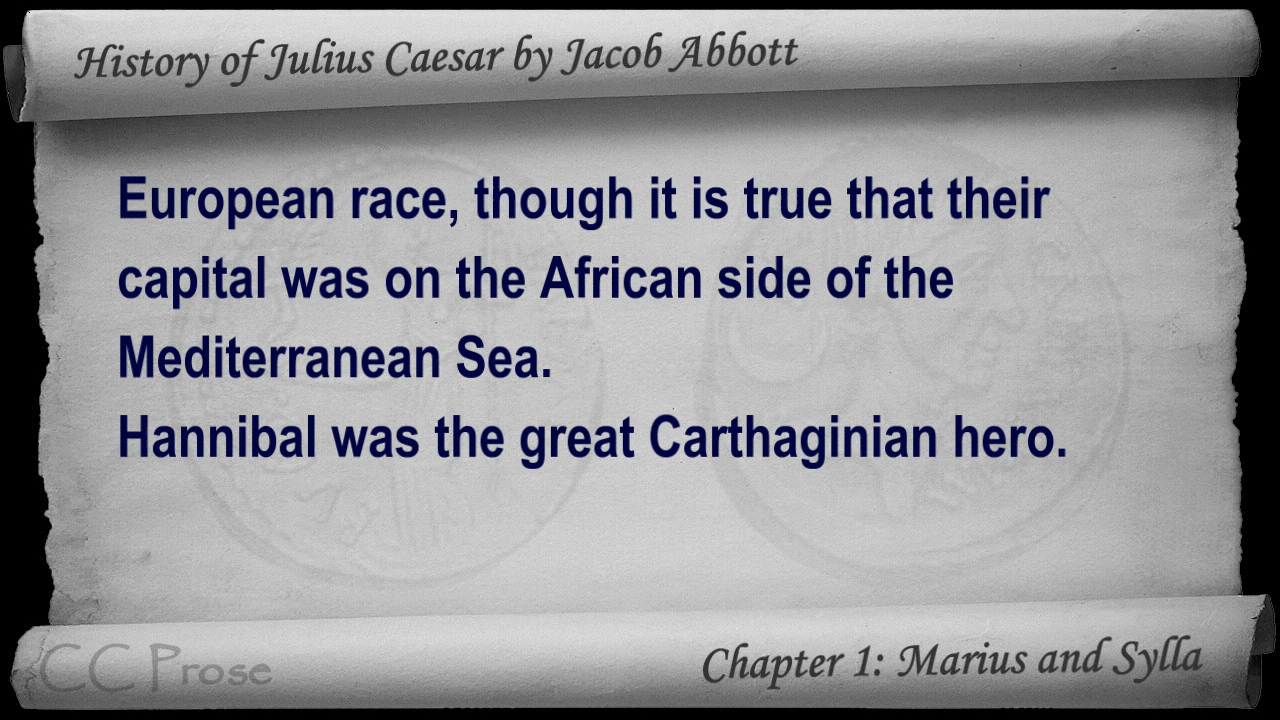 History of Julius Caesar by Jacob Abbott
European race, though it is true that their
capital was on the African side of the
Mediterranean Sea.
Hannibal was the great Carthaginian hero.
CC Prose
Chapter 1: Marius and Sylla